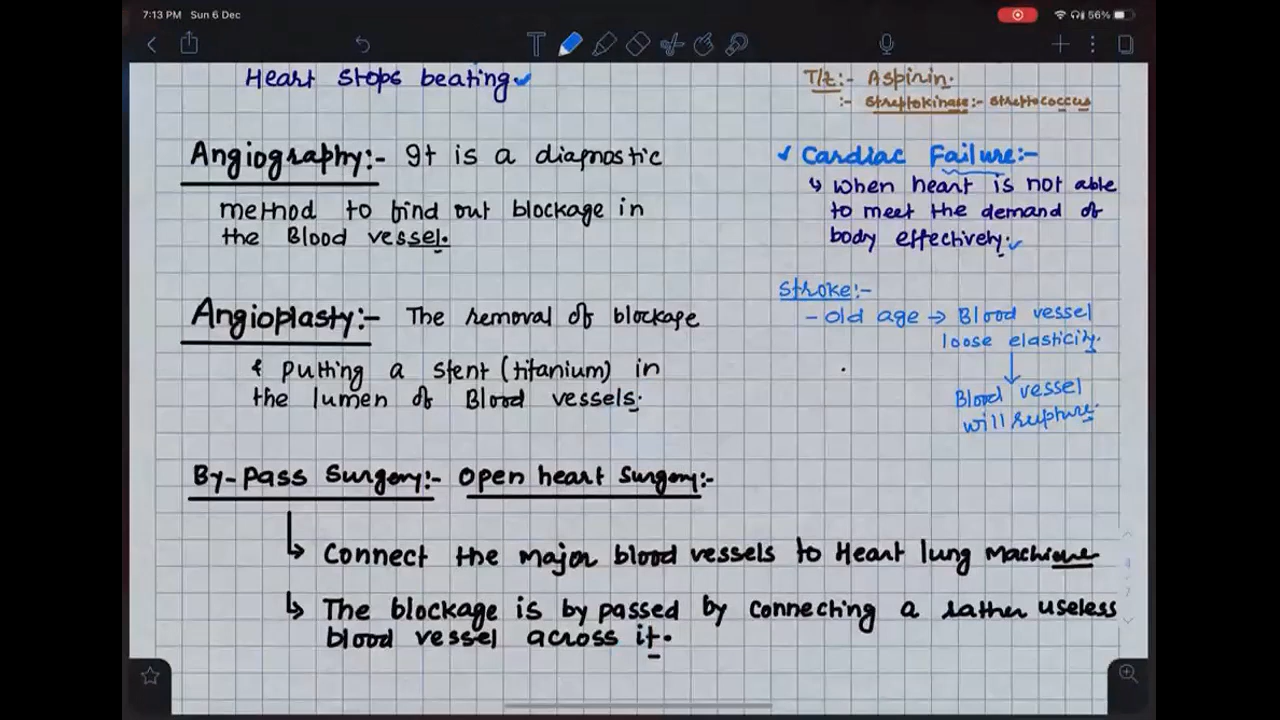 7:13 PM Sun 6 Dec
56%
Heart stops beating
Angiography:- It is a diagnostic
method to find out blockage in
the Blood vessel.
Angioplasty:- The removal of blockage
& putting a stent (titanium) in
the lumen of Blood vessels.
By-Pass Surgery:- Open heart Surgery:-
↳ Connect the major blood vessels to Heart lung Machine
↳ The blockage is by passed by connecting a rather useless
blood vessel across it.
T/z:- Aspirin.
:- Streptokinase:- streptococcus
✓ Cardiac Failure:-
↳ when heart is not able
to meet the demand of
body effectively.
Stroke:-
- old age → Blood vessel
loose elasticity.
↓
Blood vessel
will rupture.